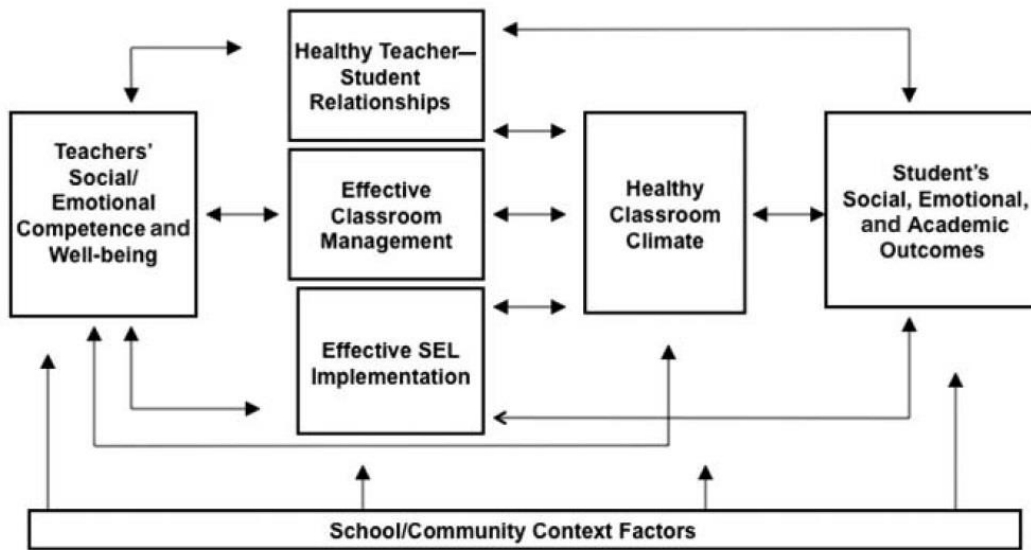 Healthy Teacher—
Student
Relationships
Teachers'
Social/
Emotional
Competence and
Well-being
Effective
Classroom
Management
Healthy
Classroom
Climate
Student's
Social, Emotional,
and Academic
Outcomes
Effective SEL
Implementation
School/Community Context Factors